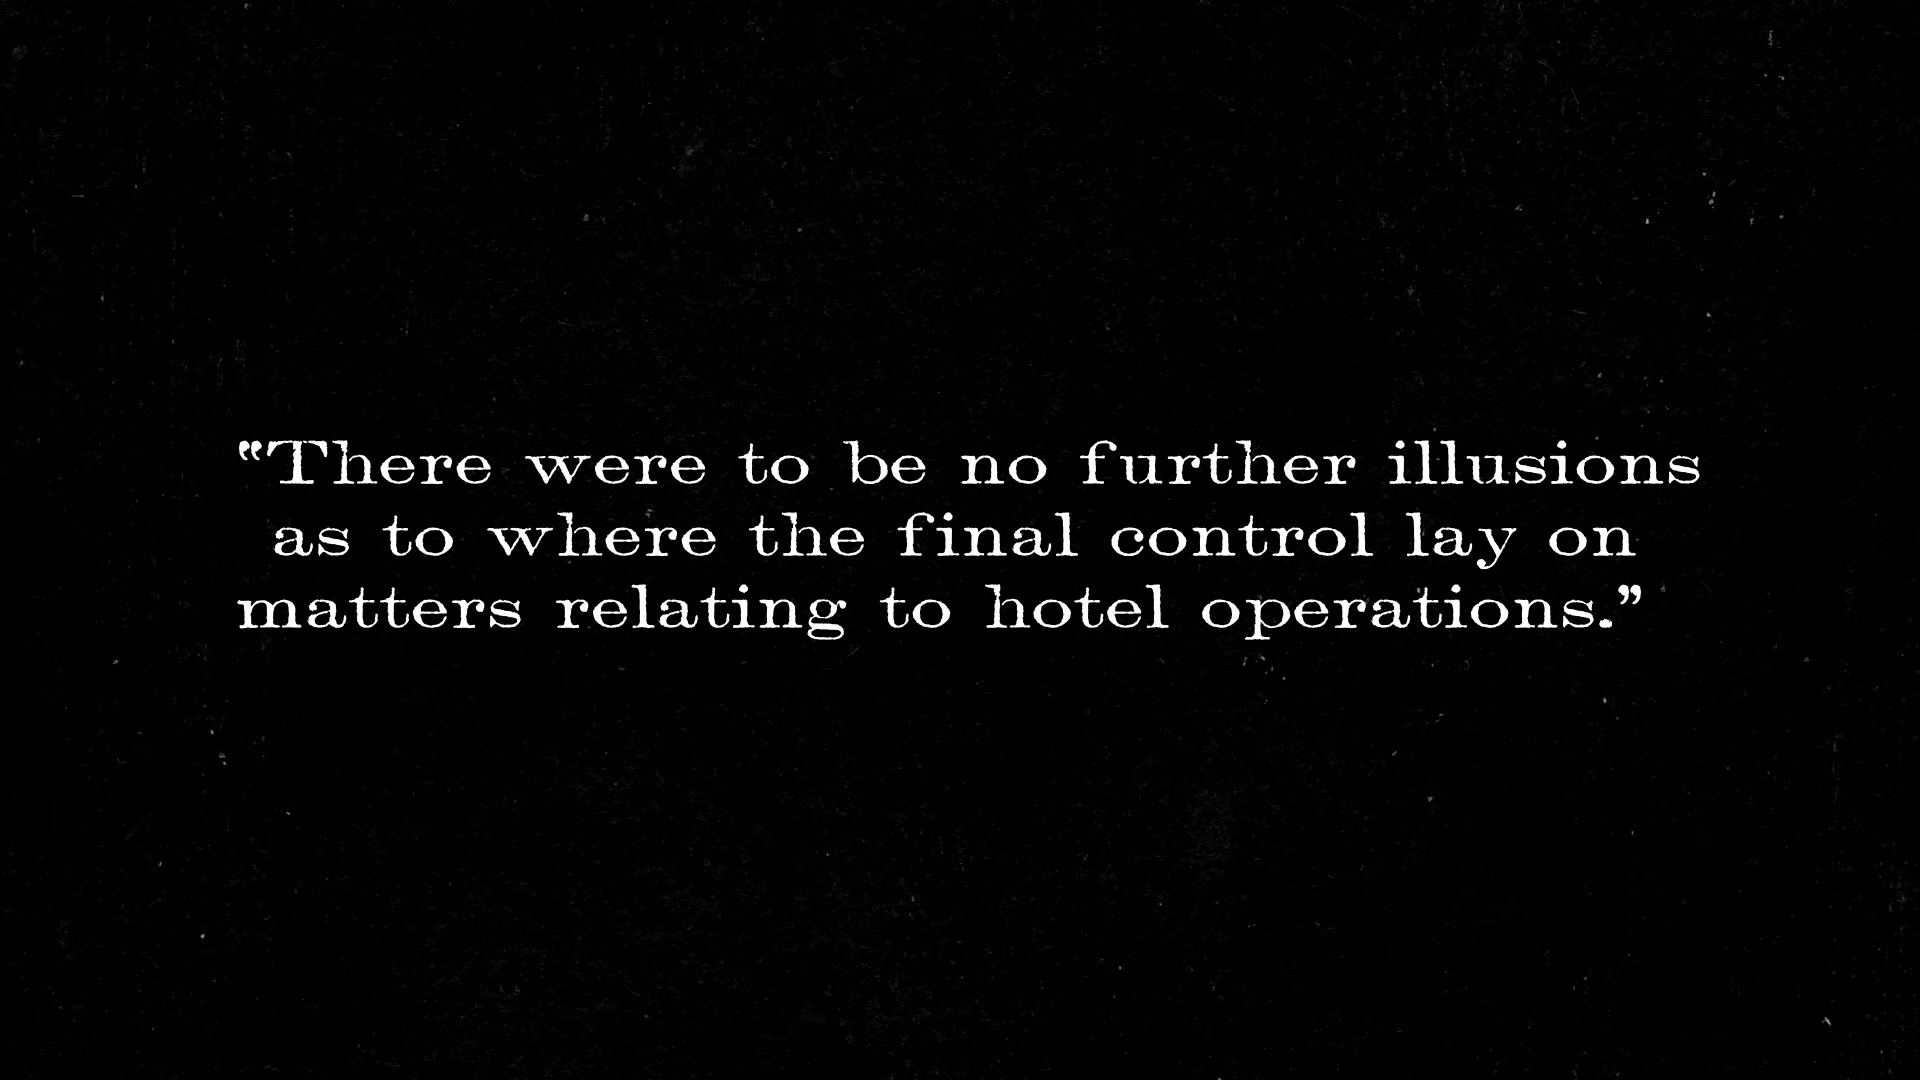 “There were to be no further illusions
as to where the final control lay on
matters relating to hotel operations.”